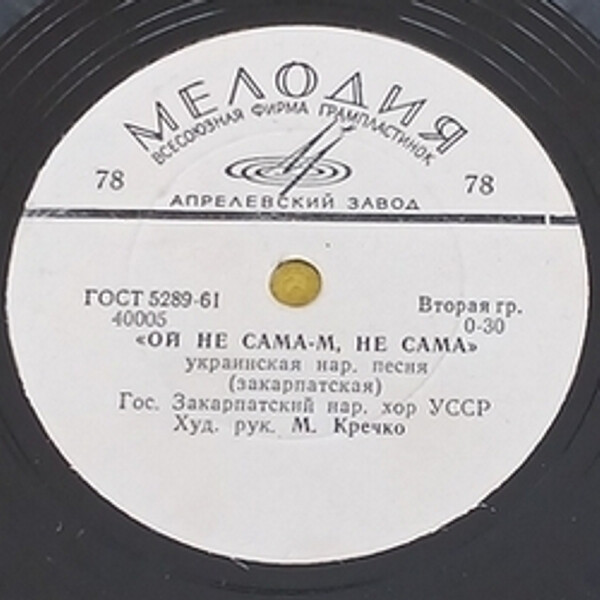 МЕЛОДИЯ
ВСЕСОЮЗНАЯ ФИРМА ГРАМПЛАСТИНОК
78 78
АПРЕЛЕВСКИЙ ЗАВОД
ГОСТ 5289-61 Вторая гр.
40005 0-30
«ОЙ НЕ САМА-М, НЕ САМА»
украинская нар. песня
(закарпатская)
Гос. Закарпатский нар. хор УССР
Худ. рук. М. Кречко